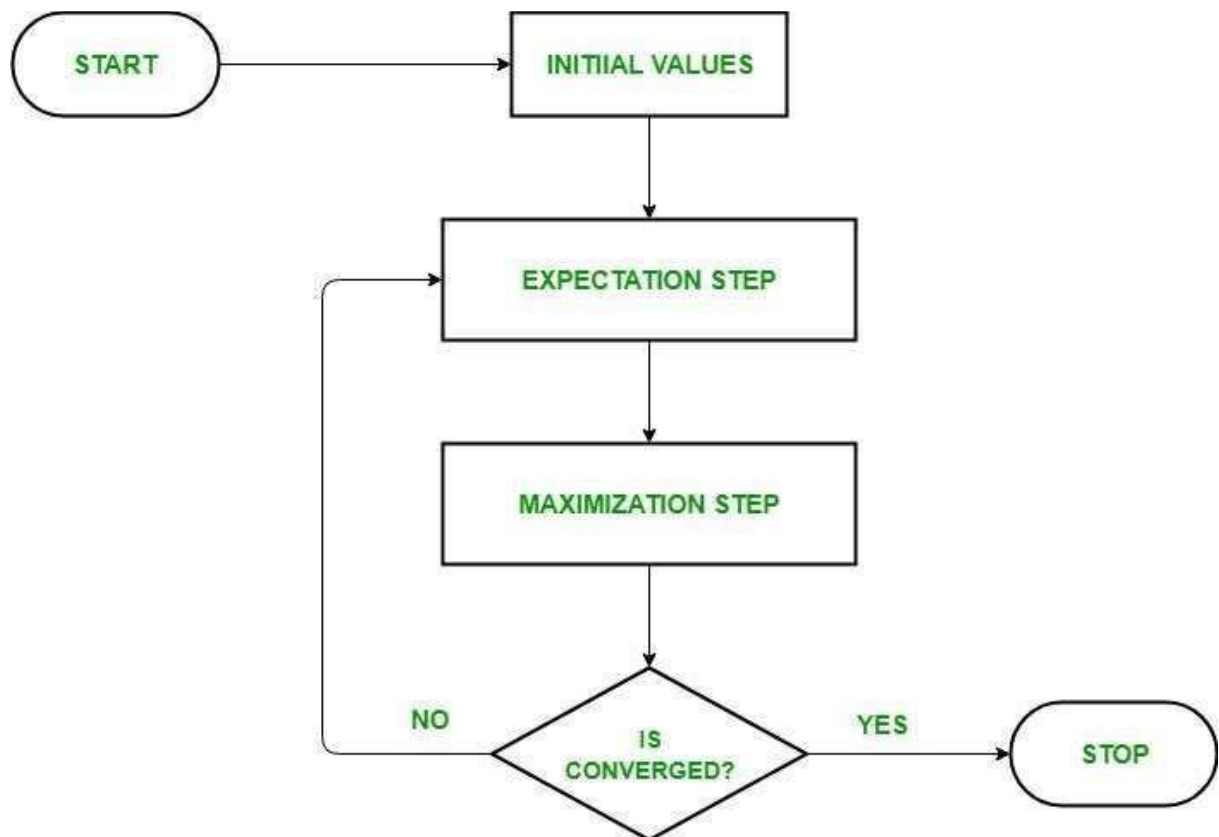 START
INITIIAL VALUES
EXPECTATION STEP
MAXIMIZATION STEP
NO
YES
IS
CONVERGED?
STOP